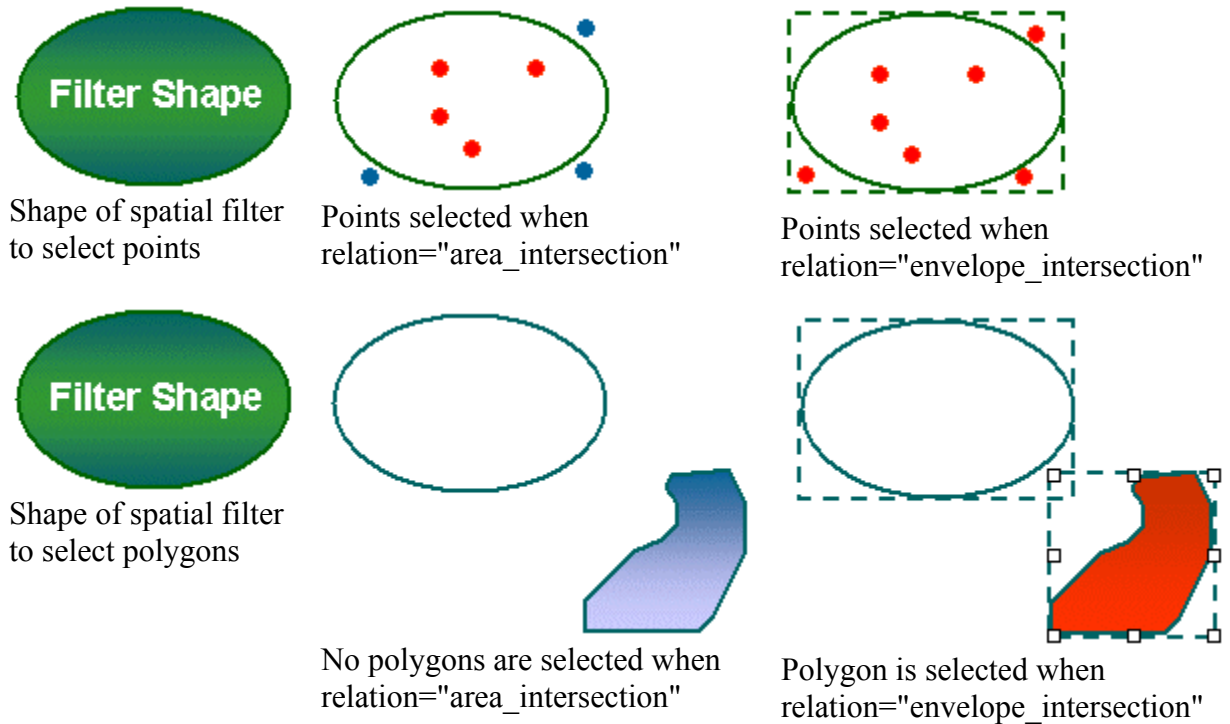 Filter Shape
Shape of spatial filter
to select points
Points selected when
relation="area_intersection"
Points selected when
relation="envelope_intersection"
Filter Shape
Shape of spatial filter
to select polygons
No polygons are selected when
relation="area_intersection"
Polygon is selected when
relation="envelope_intersection"